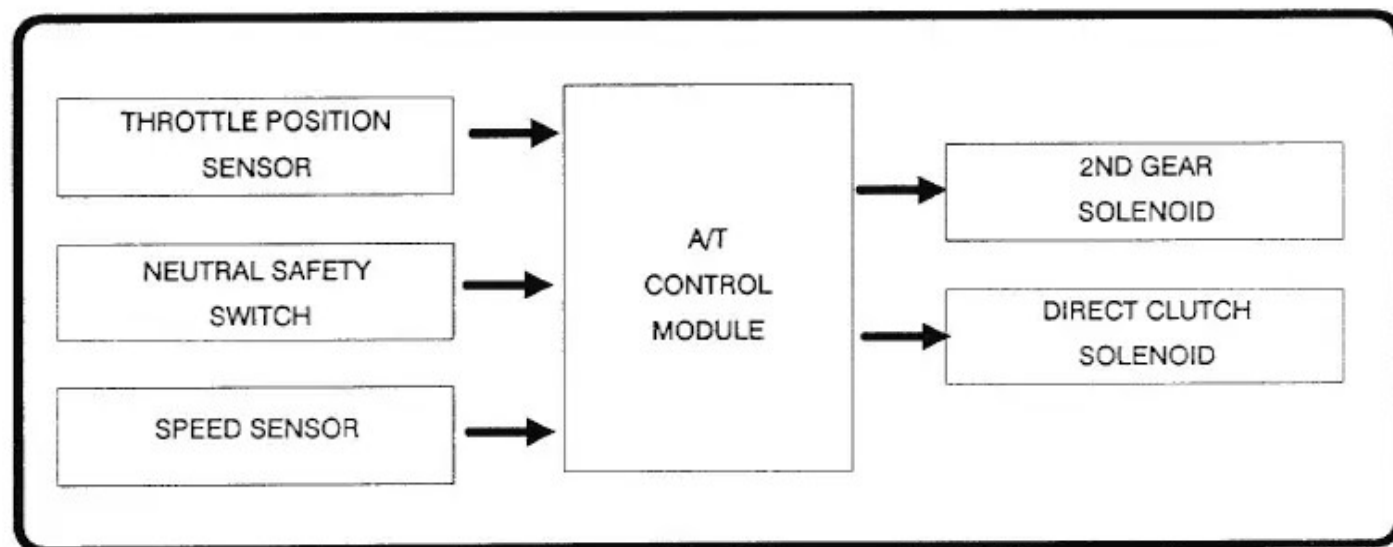 THROTTLE POSITION
SENSOR
NEUTRAL SAFETY
SWITCH
SPEED SENSOR
A/T
CONTROL
MODULE
2ND GEAR
SOLENOID
DIRECT CLUTCH
SOLENOID